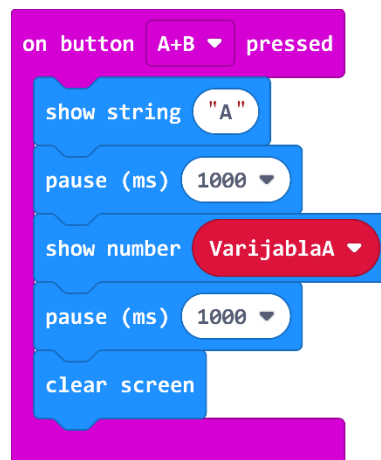 on button A+B pressed
show string "A"
pause (ms) 1000
show number VarijablaA
pause (ms) 1000
clear screen